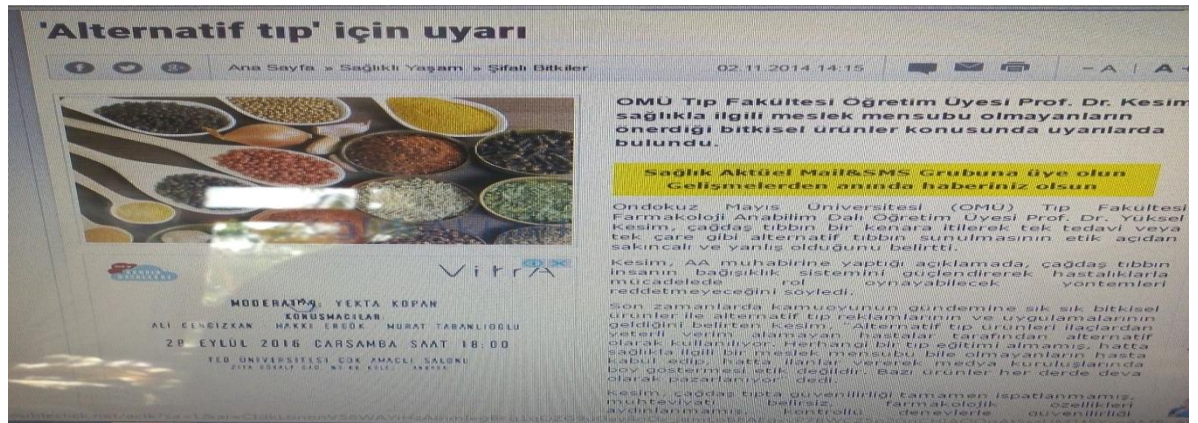 'Alternatif tıp' için uyarı
Ana Sayfa » Sağlıklı Yaşam » Şifalı Bitkiler
02.11.2014 14:15
- A | A +
OMÜ Tıp Fakültesi Öğretim Üyesi Prof. Dr. Kesim
sağlıkla ilgili meslek mensubu olmayanların
önerdiği bitkisel ürünler konusunda uyarılarda
bulundu.
Sağlık Aktüel Mail&SMS Grubuna üye olun
Gelişmelerden anında haberiniz olsun
Ondokuz Mayıs Üniversitesi (OMÜ) Tıp Fakültesi
Farmakoloji Anabilim Dalı Öğretim Üyesi Prof. Dr. Yüksel
Kesim, çağdaş tıbbın bir kenara itilerek tek tedavi veya
tek çare gibi alternatif tıbbın sunulmasının etik açıdan
sakıncalı ve yanlış olduğunu belirtti.
Kesim, AA muhabirine yaptığı açıklamada, çağdaş tıbbın
insanın bağışıklık sistemini güçlendirerek hastalıklarla
mücadelede rol oynayabilecek yöntemleri
reddetmeyeceğini söyledi.
Son zamanlarda kamuoyunun gündemine sık sık bitkisel
ürünler ile alternatif tıp reklamlarının ve uygulamalarının
geldiğini belirten Kesim, "Alternatif tıp ürünleri ilaçlardan
yeterli verim alamayan hastalar tarafından alternatif
olarak kullanılıyor. Herhangi bir tıp eğitimi almamış, hatta
sağlıkla ilgili bir meslek mensubu bile olmayanların hasta
kabul edip, hatta ilanlar vererek medya kuruluşlarında
boy göstermesi etik değildir. Bazı ürünler her derde deva
olarak pazarlanıyor" dedi.
Kesim, çağdaş tıpta güvenilirliği tamamen ispatlanmamış,
muhteviyatı belirsiz, farmakolojik özellikleri
aydınlanmamış, kontrollü deneylerle güvenilirliği
VitrA
MODERATÖR: YEKTA KOPAN
KONUŞMACILAR:
ALİ CENGİZKAN HAKKI ERGÖK MURAT TABANLIOĞLU
28 EYLÜL 2016 ÇARŞAMBA SAAT 18:00
TED ÜNİVERSİTESİ ÇOK AMAÇLI SALONU